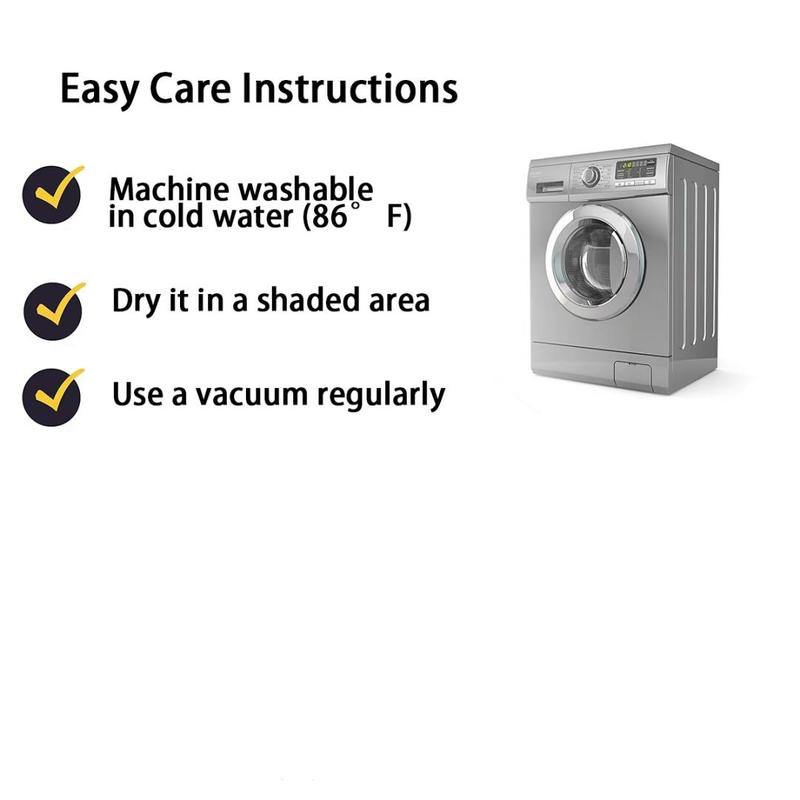 Easy Care Instructions
Machine washable
in cold water (86° F)
Dry it in a shaded area
Use a vacuum regularly